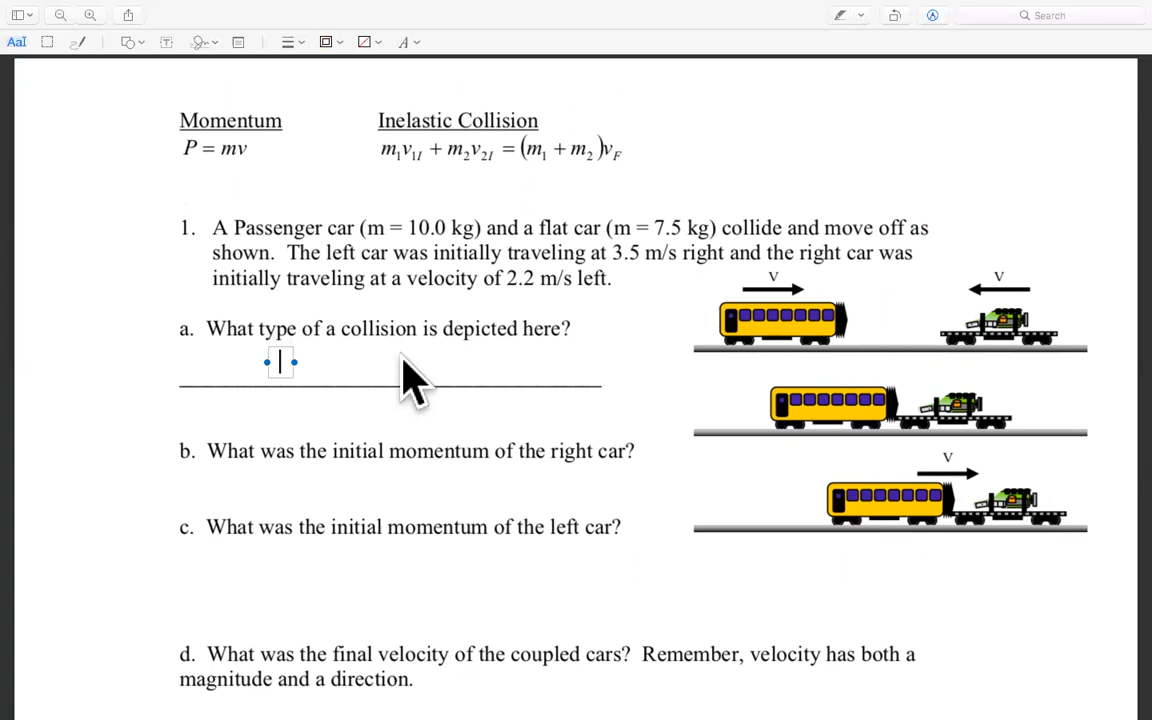 Search
AaI
A
Momentum Inelastic Collision
P = mv m₁v₁I + m₂v₂I = (m₁ + m₂)vF
1. A Passenger car (m = 10.0 kg) and a flat car (m = 7.5 kg) collide and move off as
shown. The left car was initially traveling at 3.5 m/s right and the right car was
initially traveling at a velocity of 2.2 m/s left.
V V
a. What type of a collision is depicted here?
b. What was the initial momentum of the right car?
V
c. What was the initial momentum of the left car?
d. What was the final velocity of the coupled cars? Remember, velocity has both a
magnitude and a direction.